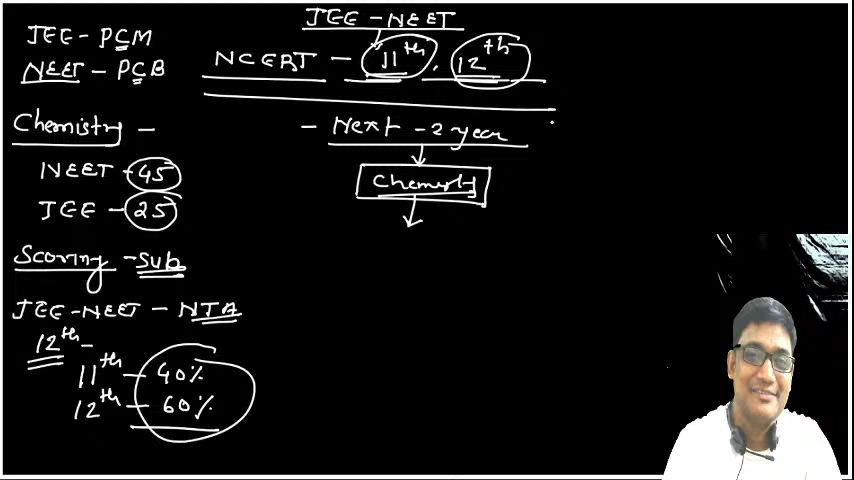 JEE - PCM
NEET - PCB
Chemistry -
NEET - 45
JEE - 25
Scoring - Sub
JEE - NEET - NTA
12th -
11th - 40%
12th - 60%
JEE - NEET
NCERT - 11th, 12th
- Next - 2 year
Chemistry